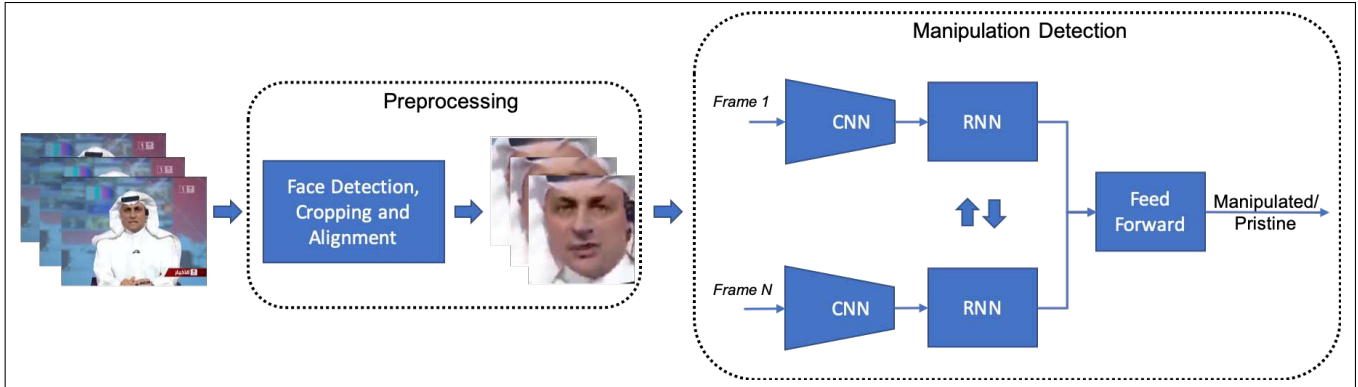 Preprocessing
Face Detection,
Cropping and
Alignment
الأخبار
Manipulation Detection
Frame 1
CNN
RNN
Frame N
CNN
RNN
Feed
Forward
Manipulated/
Pristine